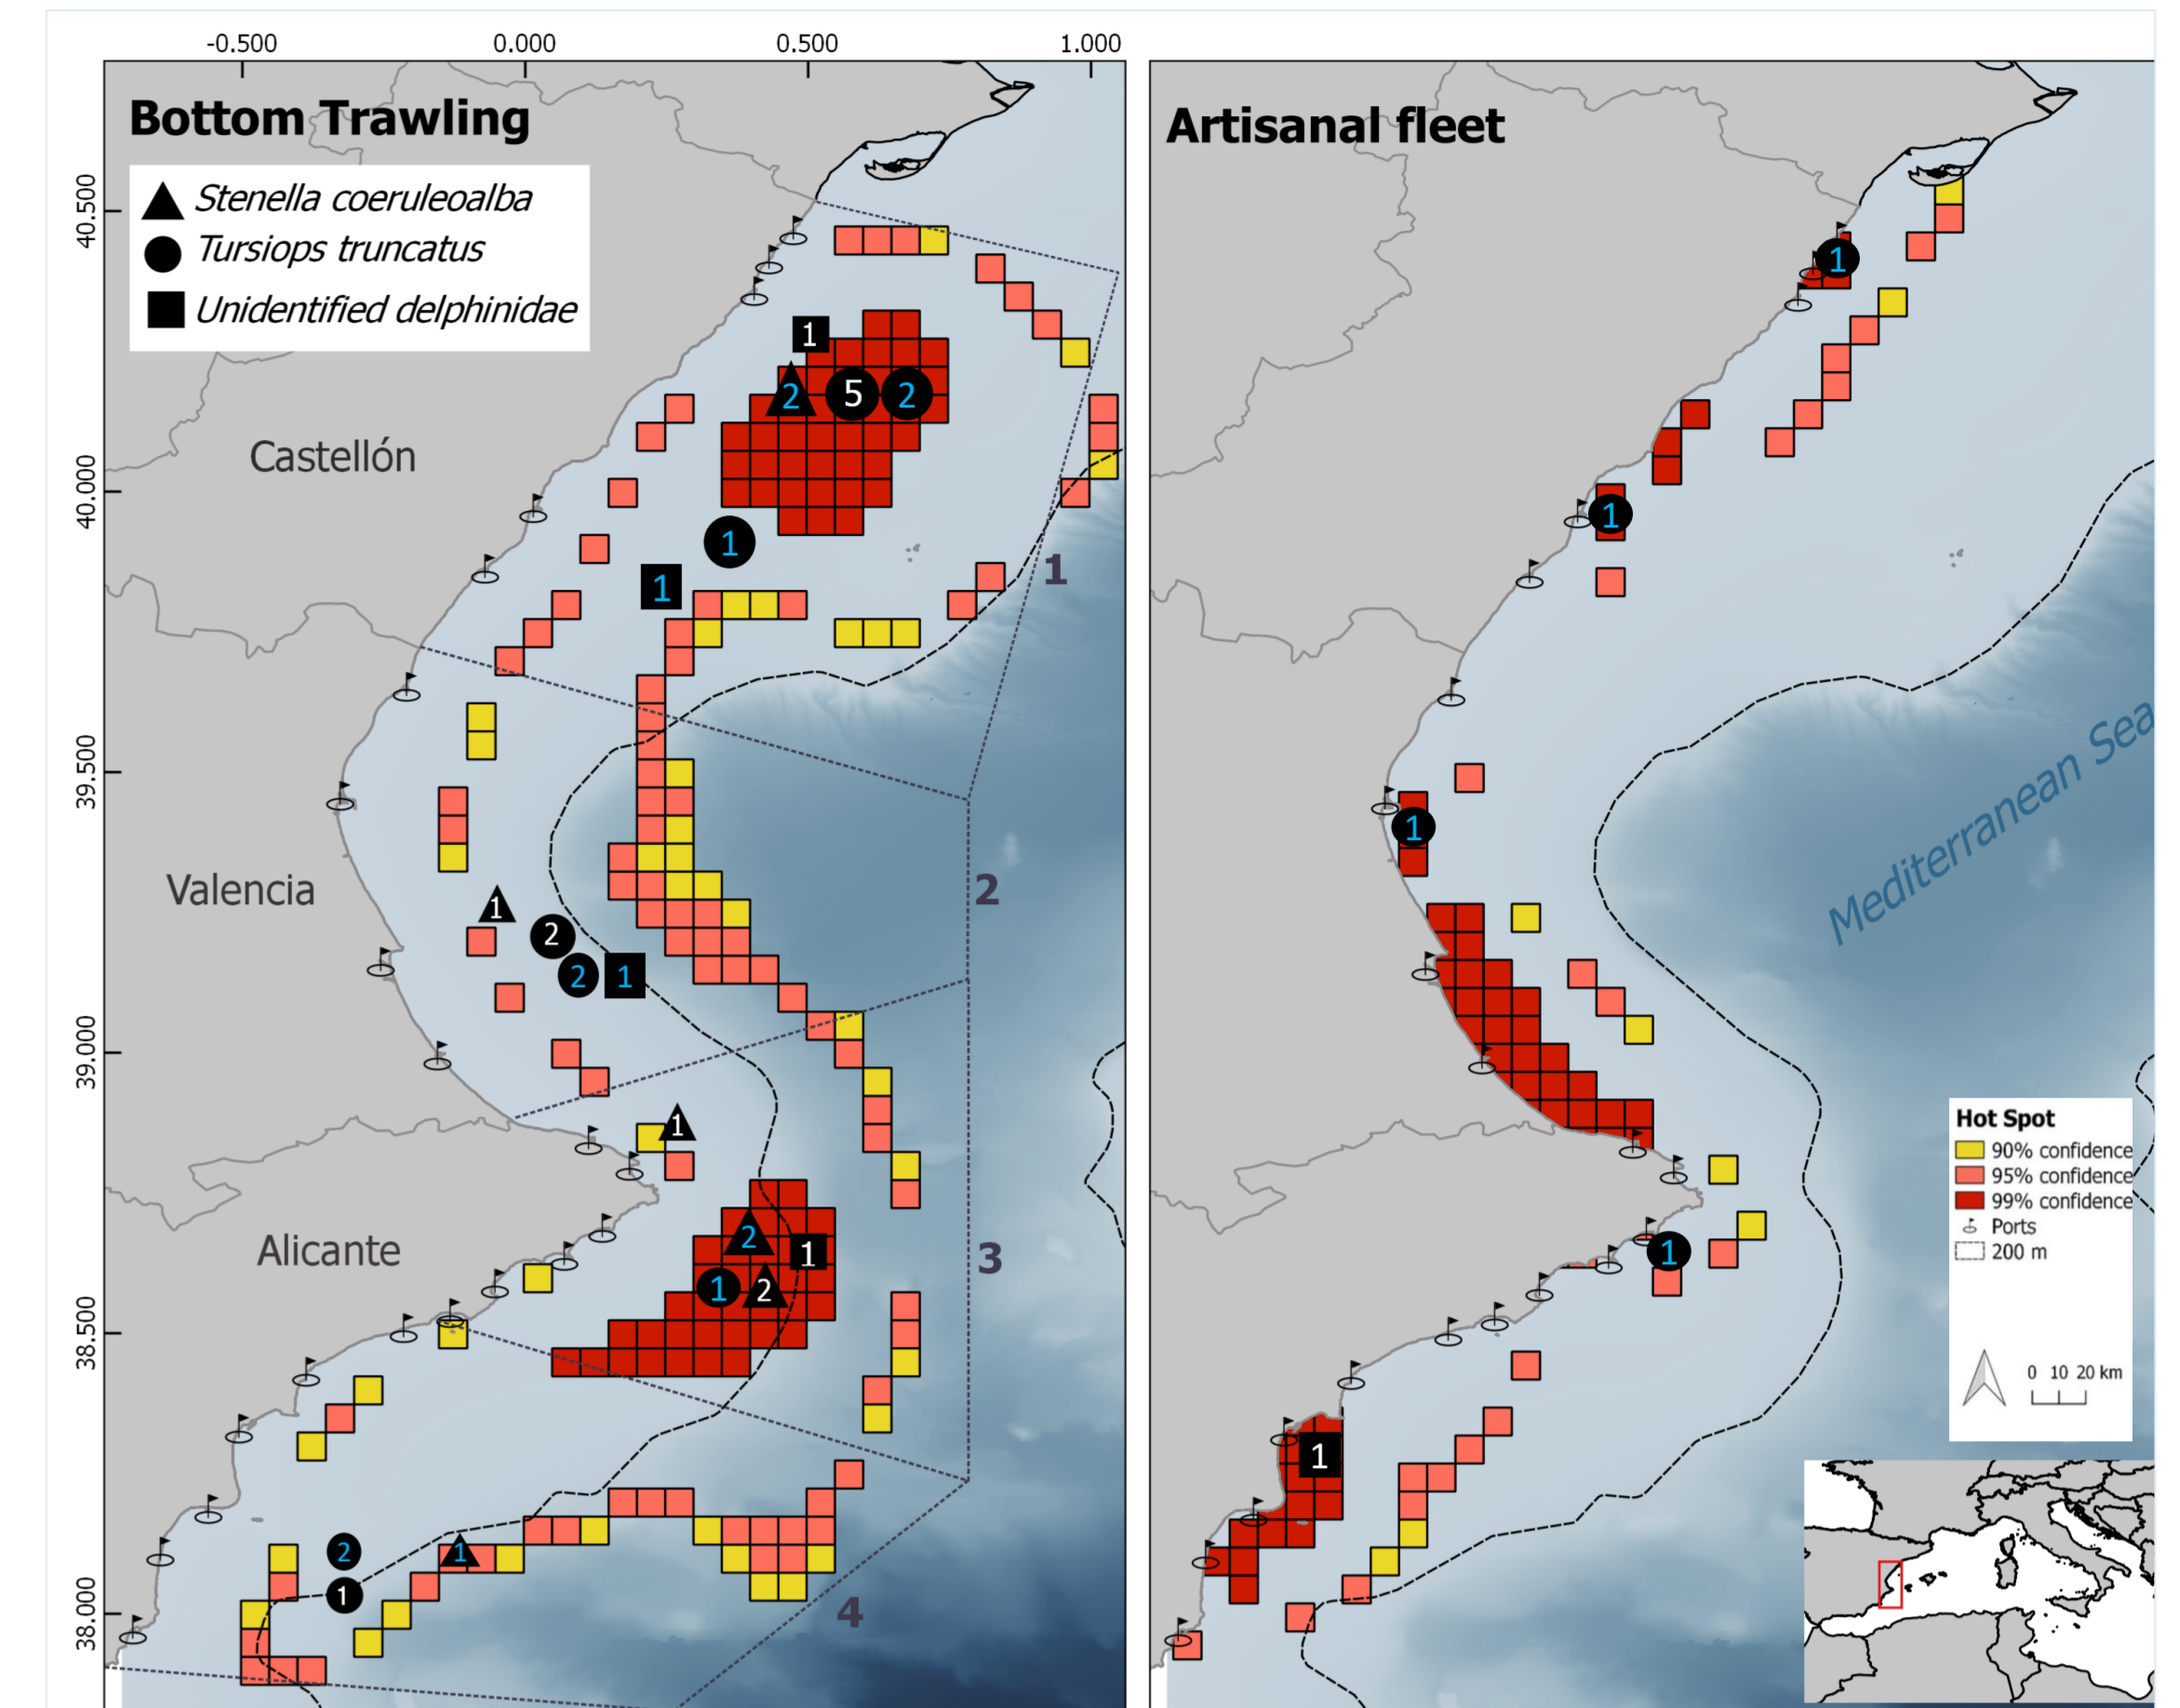 -0.500 0.000 0.500 1.000
Bottom Trawling
Stenella coeruleoalba
Tursiops truncatus
Unidentified delphinidae
40.500
40.000
39.500
39.000
38.500
38.000
1
2 5 2
Castellón
1
1
1
Valencia
2
1
2
2 1
1
Alicante
2
1
3
1 2
2
1
1
4
Artisanal fleet
1
1
1
Mediterranean Sea
1
1
Hot Spot
90% confidence
95% confidence
99% confidence
Ports
200 m
0 10 20 km